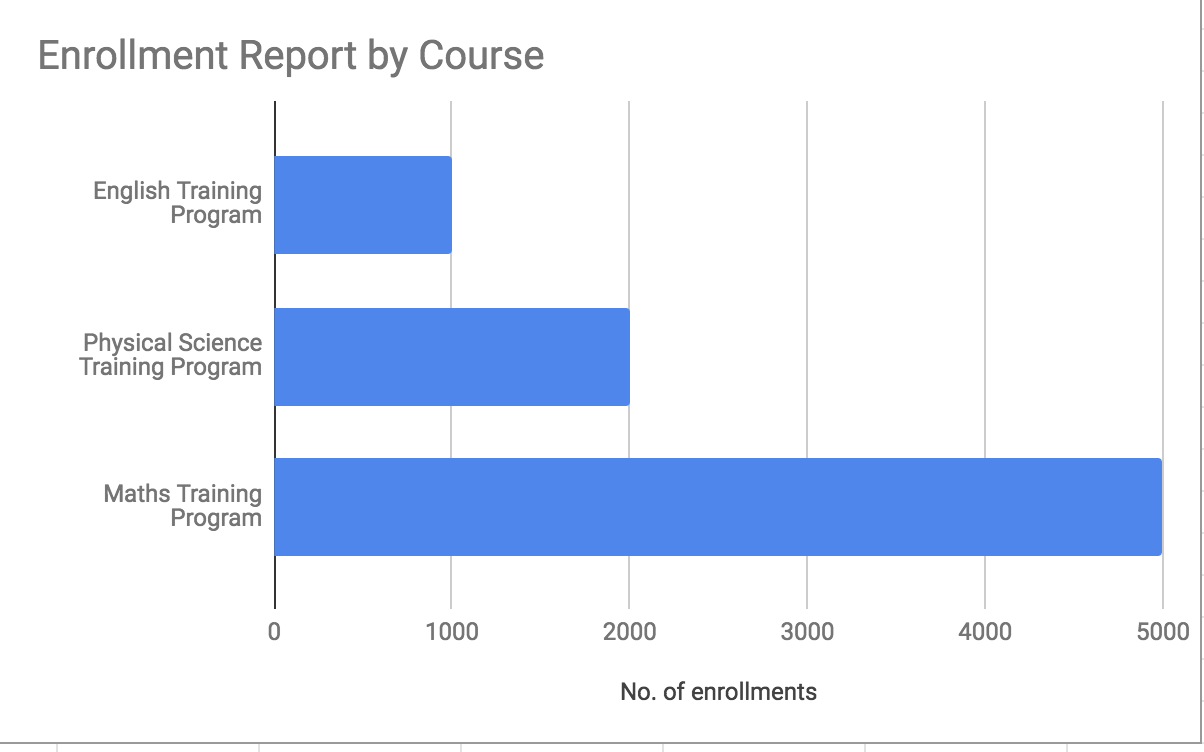 Enrollment Report by Course
English Training
Program
Physical Science
Training Program
Maths Training
Program
0 1000 2000 3000 4000 5000
No. of enrollments